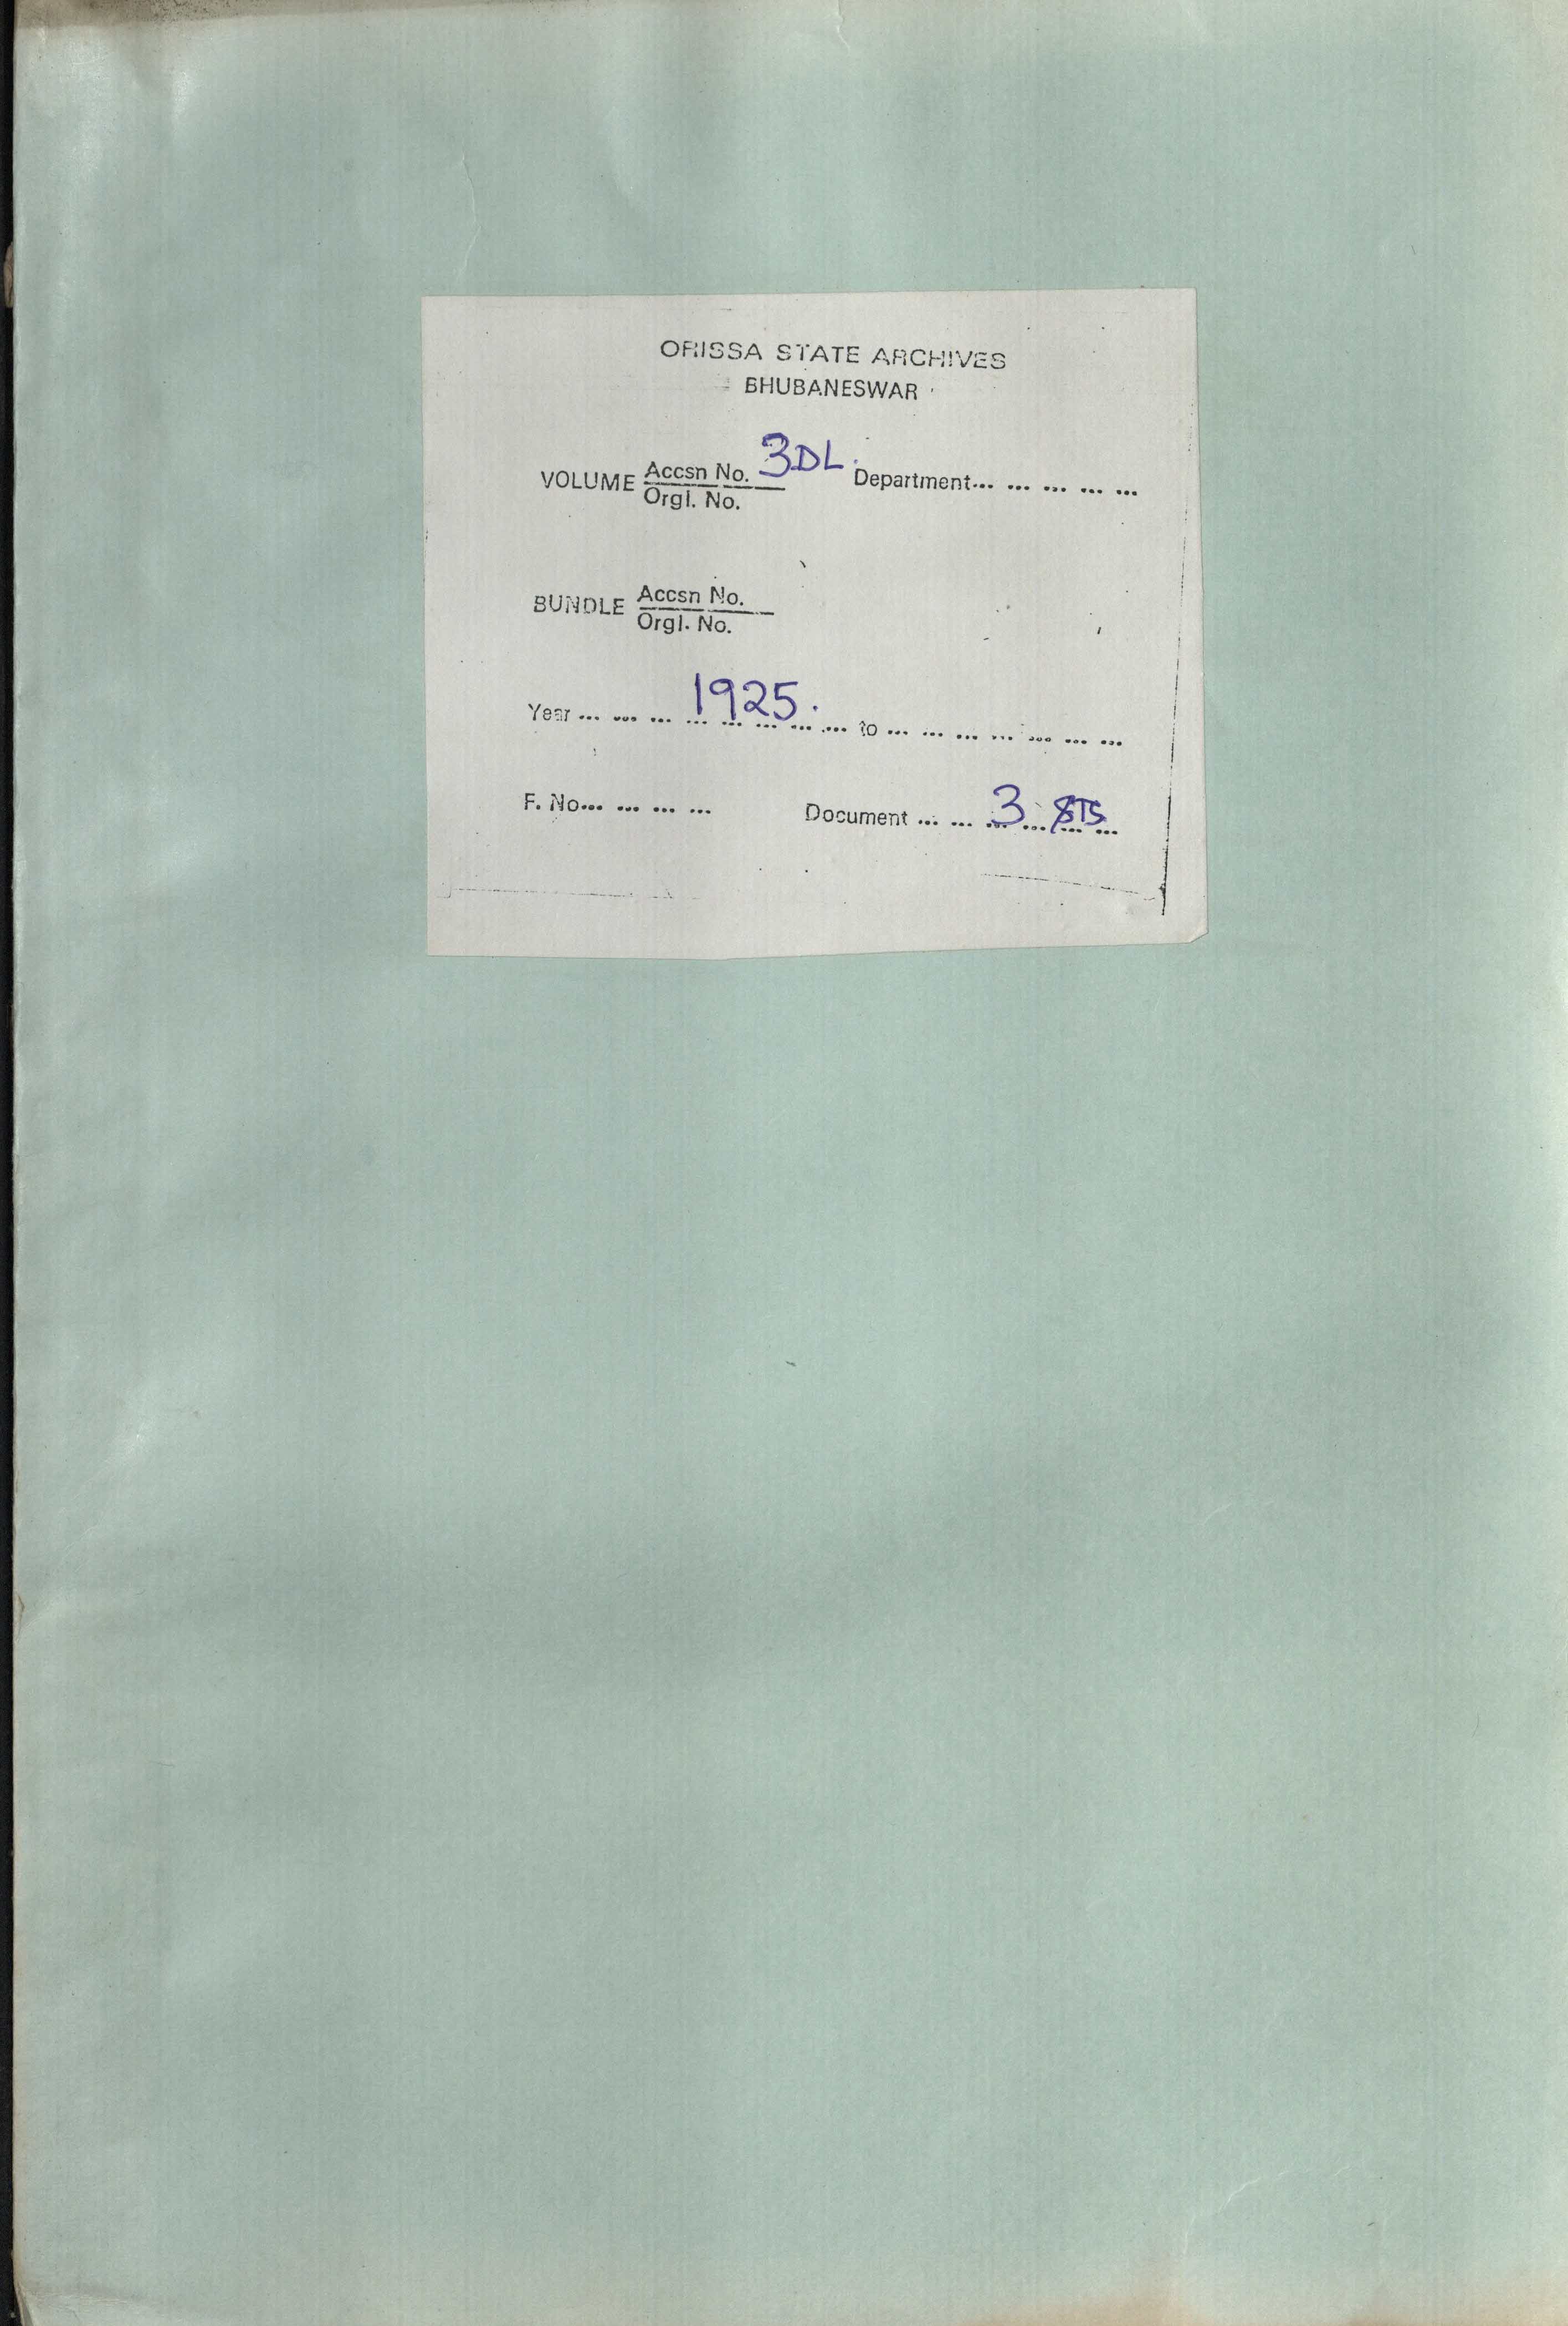 ORISSA STATE ARCHIVES
BHUBANESWAR
VOLUME Accsn No. 3DL. Department... ... ... ... ...
Orgl. No.
BUNDLE Accsn No.
Orgl. No.
Year ... ... ... ... 1925. ... ... ... ... to ... ... ... ... ... ... ...
F. No... ... ... ... Document ... ... ... 3 ... ... ...